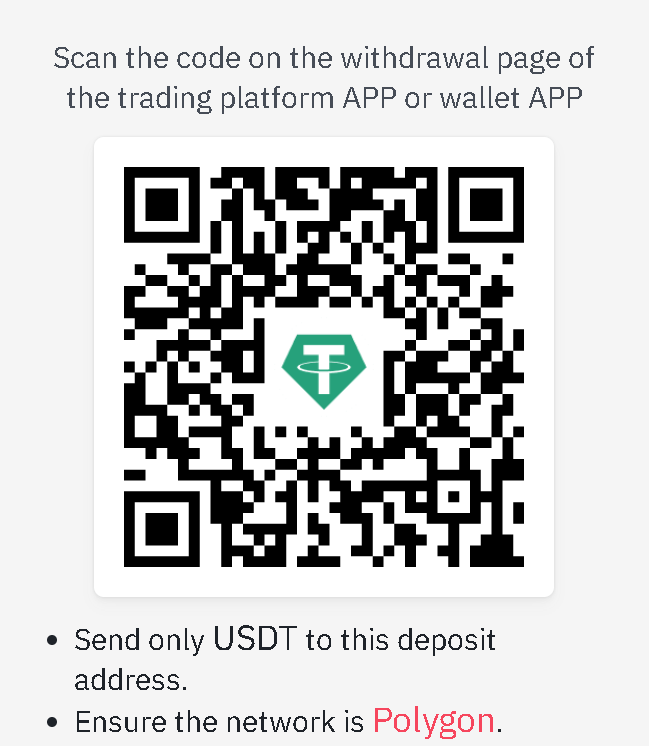 Scan the code on the withdrawal page of
the trading platform APP or wallet APP
T
• Send only USDT to this deposit
address.
• Ensure the network is Polygon.